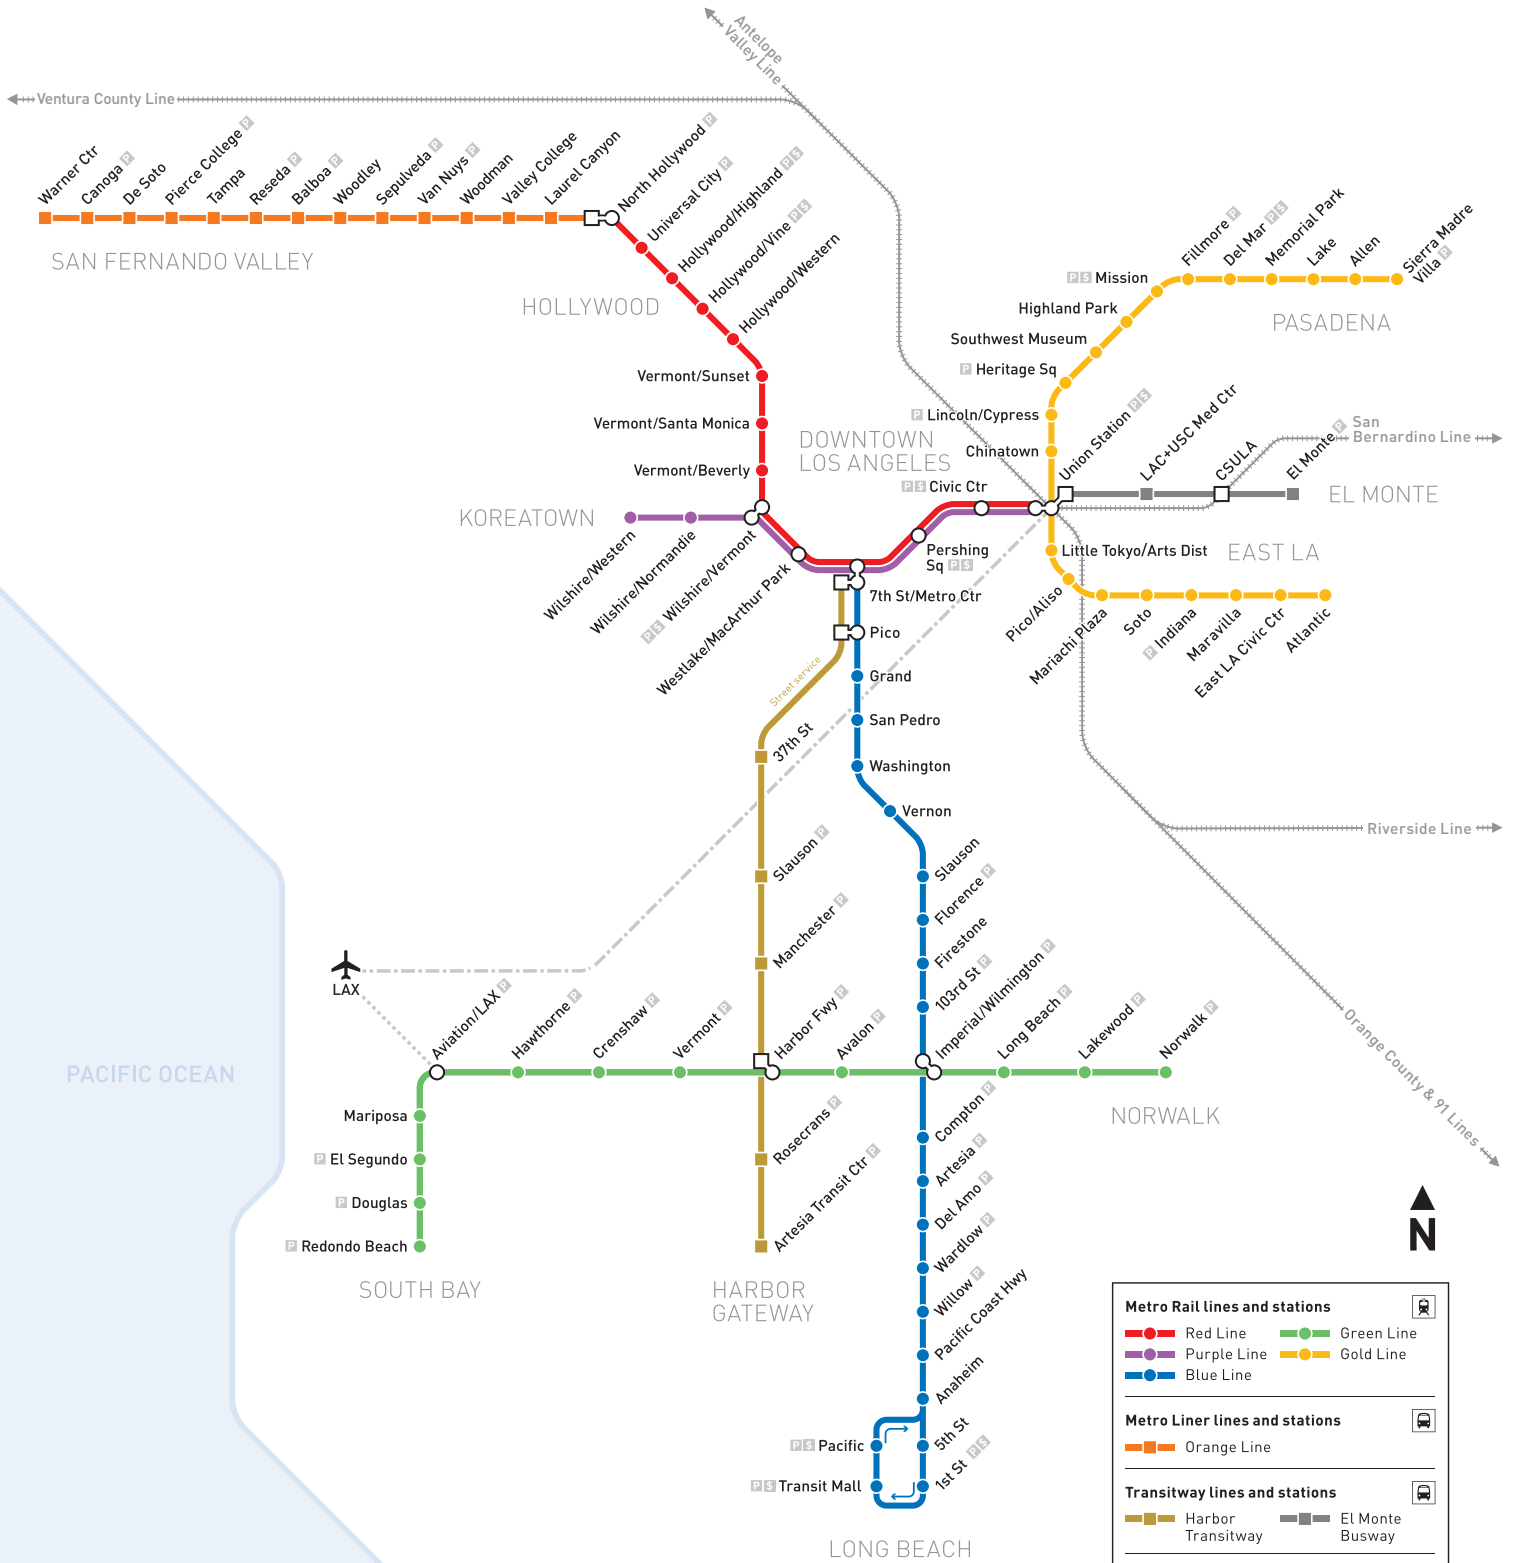 Antelope
Valley Line
Ventura County Line
Warner Ctr
Canoga P
De Soto
Pierce College P
Tampa
Reseda P
Balboa P
Woodley
Sepulveda P
Van Nuys P
Woodman
Valley College
Laurel Canyon
North Hollywood P
Universal City P
Hollywood/Highland P $
Hollywood/Vine P $
Hollywood/Western
SAN FERNANDO VALLEY
HOLLYWOOD
Vermont/Sunset
Vermont/Santa Monica
Vermont/Beverly
P $ Mission
Fillmore P
Del Mar P $
Memorial Park
Lake
Allen
Sierra Madre
Villa P
Highland Park
Southwest Museum
P Heritage Sq
P Lincoln/Cypress
Chinatown
PASADENA
DOWNTOWN
LOS ANGELES
P $ Civic Ctr
Union Station P $
LAC+USC Med Ctr
CSULA
El Monte P
San
Bernardino Line
EL MONTE
KOREATOWN
Wilshire/Western
Wilshire/Normandie
P $ Wilshire/Vermont
Westlake/MacArthur Park
Pershing
Sq P $
7th St/Metro Ctr
Little Tokyo/Arts Dist
EAST LA
Pico/Aliso
Mariachi Plaza
Soto
P Indiana
Maravilla
East LA Civic Ctr
Atlantic
Pico
Grand
San Pedro
Washington
Vernon
Street service
37th St
Slauson P
Manchester P
Slauson
Florence P
Firestone
103rd St P
Riverside Line
Orange County & 91 Lines
LAX
Aviation/LAX P
Hawthorne P
Crenshaw P
Vermont P
Harbor Fwy P
Avalon P
Imperial/Wilmington P
Long Beach P
Lakewood P
Norwalk P
PACIFIC OCEAN
NORWALK
Mariposa
P El Segundo
P Douglas
P Redondo Beach
SOUTH BAY
Rosecrans P
Artesia Transit Ctr P
HARBOR
GATEWAY
Compton P
Artesia P
Del Amo P
Wardlow P
Willow P
Pacific Coast Hwy
Anaheim
5th St
1st St P $
P $ Pacific
P $ Transit Mall
LONG BEACH
N
Metro Rail lines and stations
Red Line
Green Line
Purple Line
Gold Line
Blue Line
Metro Liner lines and stations
Orange Line
Transitway lines and stations
Harbor
Transitway
El Monte
Busway